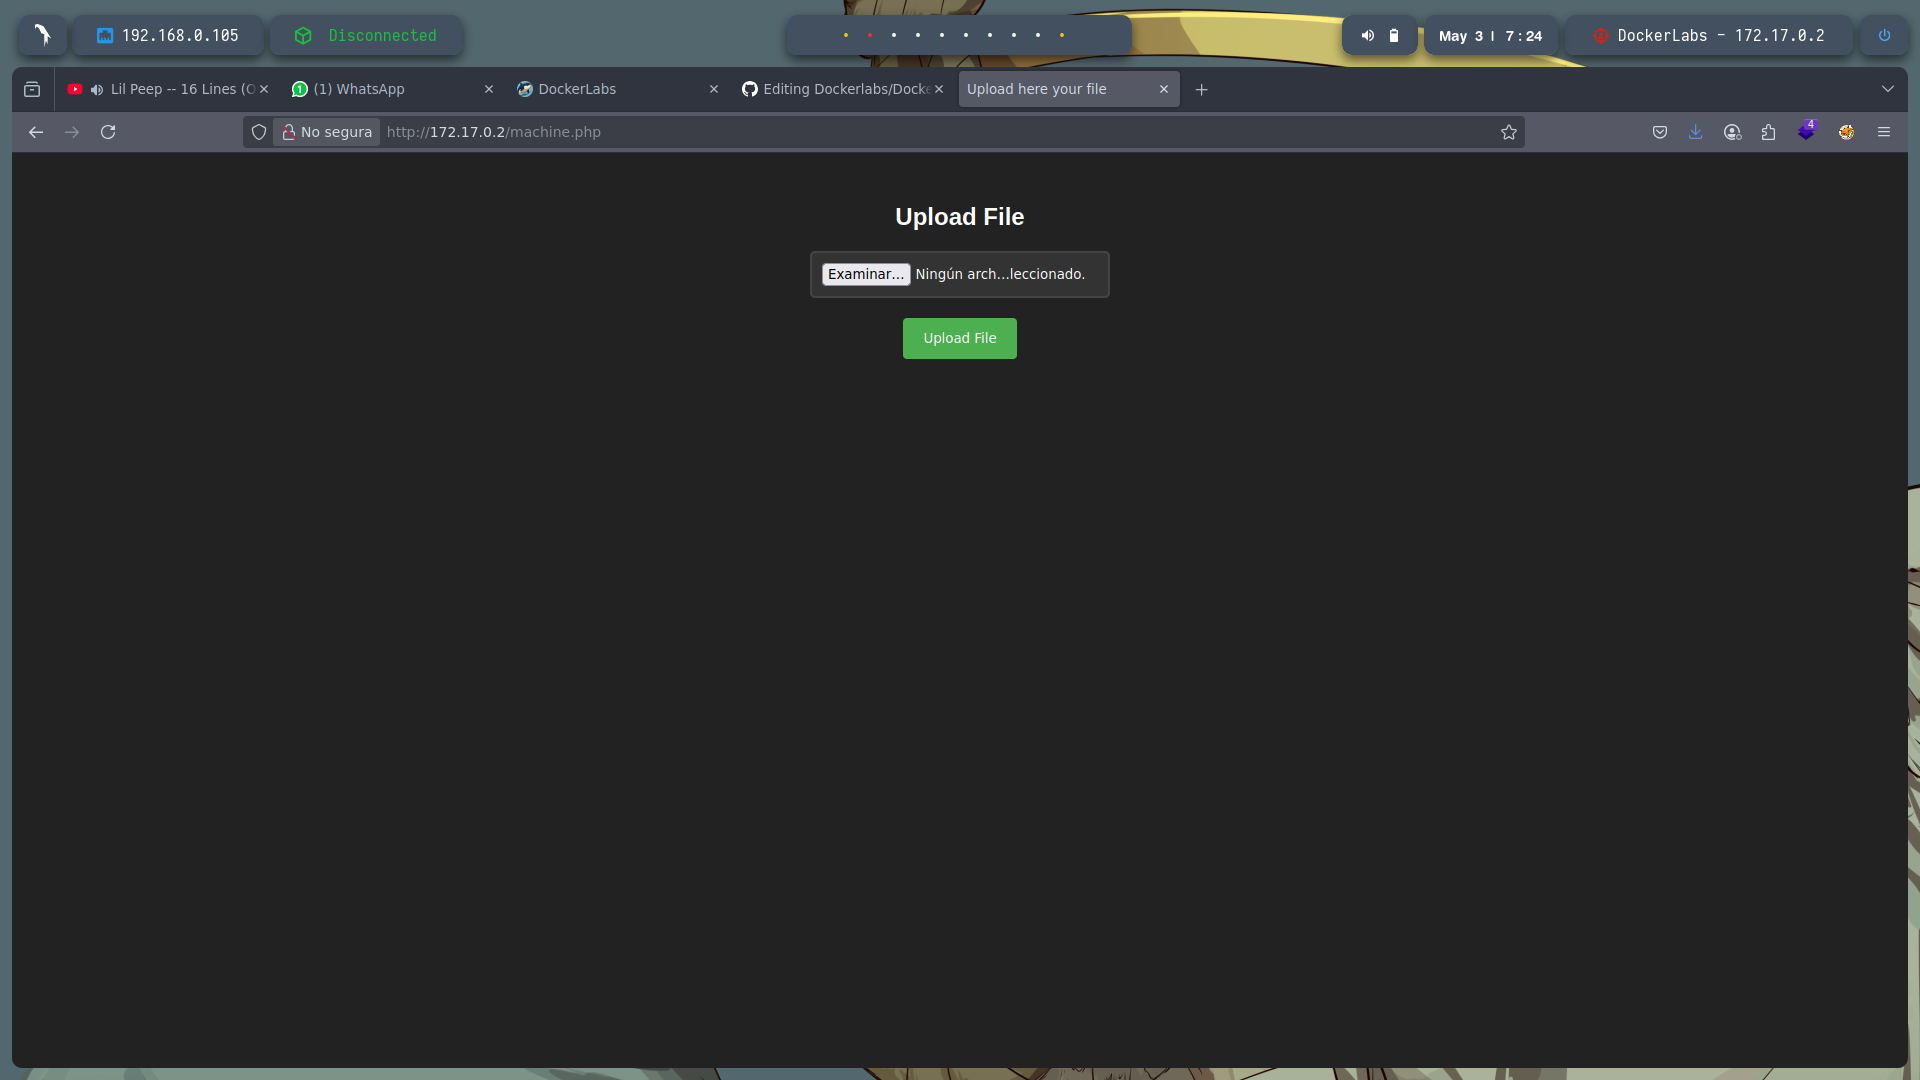 192.168.0.105
Disconnected
May 3 | 7:24
DockerLabs - 172.17.0.2
Lil Peep -- 16 Lines (O
(1) WhatsApp
DockerLabs
Editing Dockerlabs/Docke
Upload here your file
No segura
http://172.17.0.2/machine.php
4
Upload File
Examinar...
Ningún arch...leccionado.
Upload File